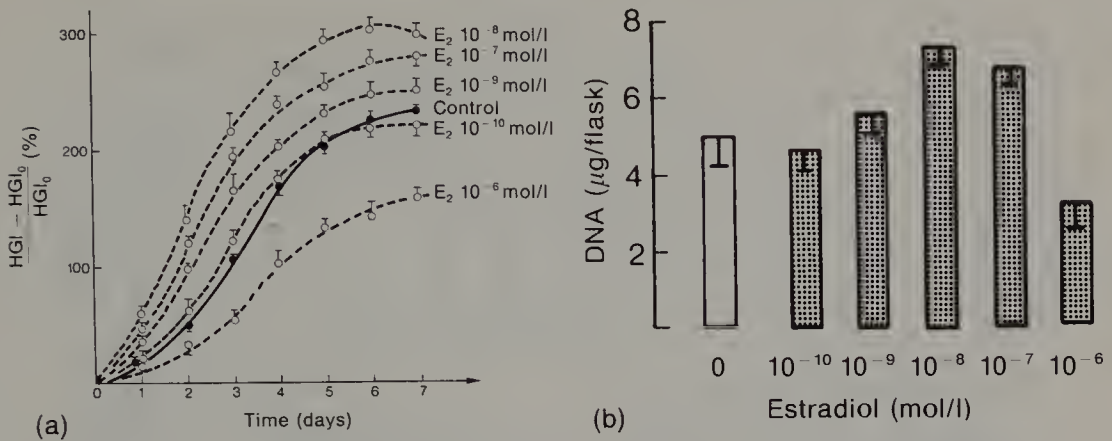 300
200
100
HGI – HGI₀
HGI₀
(%)
E₂ 10⁻⁸ mol/l
E₂ 10⁻⁷ mol/l
E₂ 10⁻⁹ mol/l
Control
E₂ 10⁻¹⁰ mol/l
E₂ 10⁻⁶ mol/l
0 1 2 3 4 5 6 7
Time (days)
(a)
8
6
4
2
DNA (μg/flask)
0 10⁻¹⁰ 10⁻⁹ 10⁻⁸ 10⁻⁷ 10⁻⁶
Estradiol (mol/l)
(b)